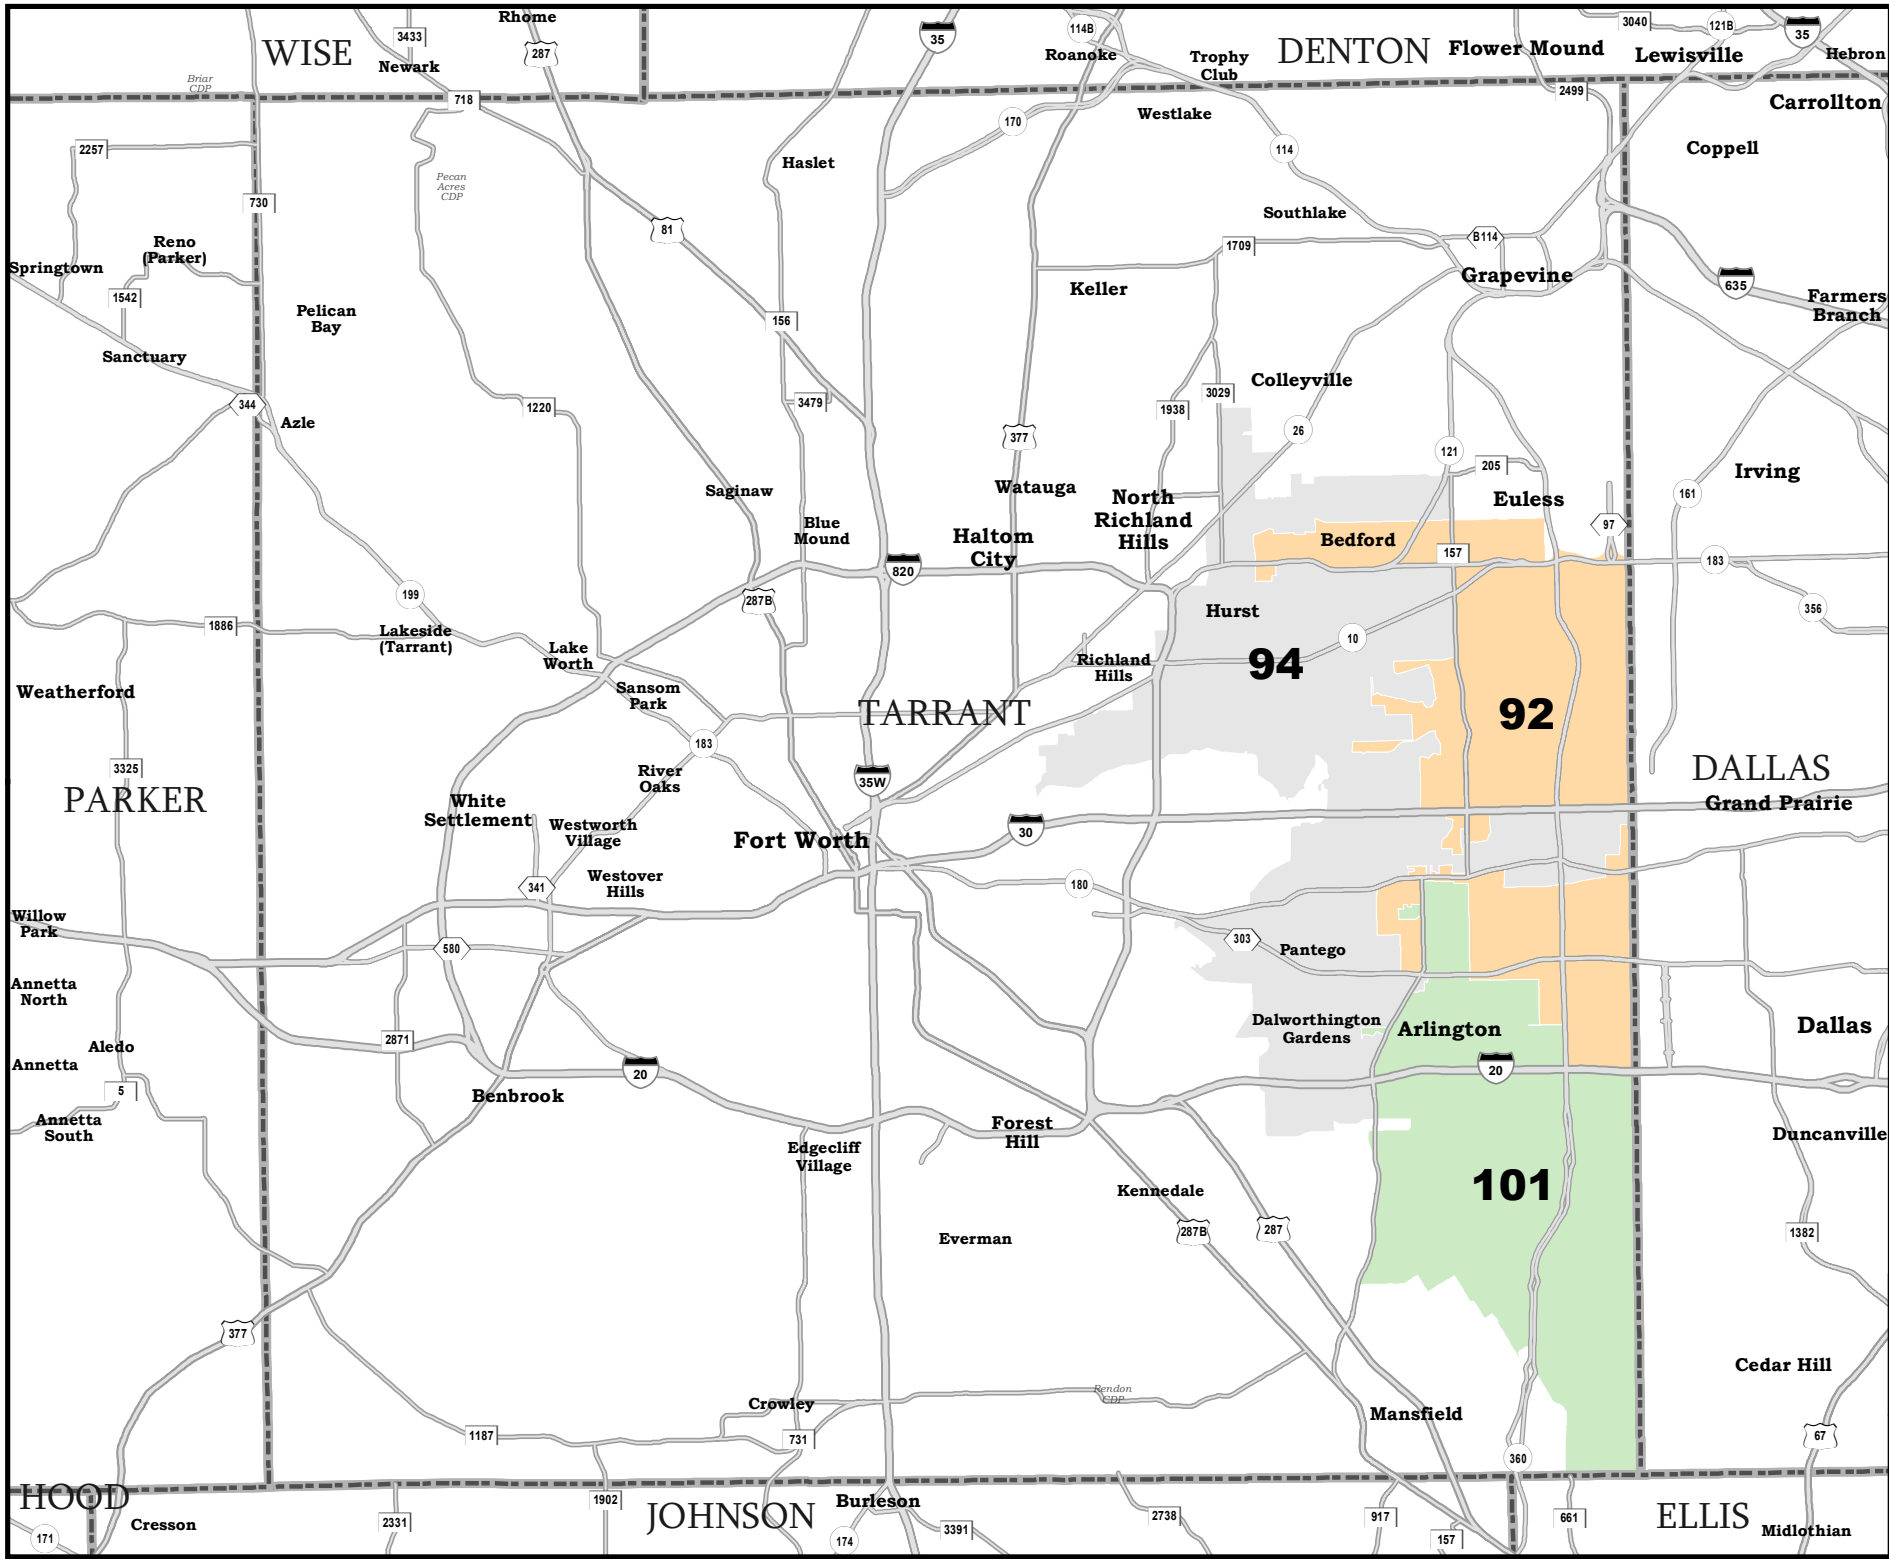 Rhome
WISE
3433
287
35
114B
Roanoke
Trophy
Club
DENTON
Flower Mound
3040
121B
35
Lewisville
Hebron
Newark
Briar
CDP
718
2499
Carrollton
170
Westlake
114
Coppell
2257
Haslet
Pecan
Acres
CDP
730
81
Southlake
Reno
(Parker)
1709
B114
Springtown
Grapevine
635
1542
Keller
Farmers
Branch
Pelican
Bay
156
Sanctuary
Colleyville
3029
344
Azle
1220
3479
1938
26
377
121
205
Irving
Saginaw
Watauga
North
Richland
Hills
Euless
161
Blue
Mound
Haltom
City
97
Bedford
157
183
820
199
287B
Hurst
356
1886
Lakeside
(Tarrant)
10
Lake
Worth
Richland
Hills
94
Weatherford
Sansom
Park
TARRANT
92
183
3325
River
Oaks
35W
DALLAS
PARKER
White
Settlement
Grand Prairie
Westworth
Village
30
Fort Worth
341
Westover
Hills
180
Willow
Park
580
303
Pantego
Annetta
North
Dalworthington
Gardens
Arlington
Dallas
2871
Aledo
Annetta
20
20
5
Benbrook
Annetta
South
Forest
Hill
Duncanville
Edgecliff
Village
Kennedale
101
287B
287
1382
Everman
377
Cedar Hill
Rendon
CDP
Crowley
Mansfield
1187
731
67
360
HOOD
1902
JOHNSON
Burleson
2738
917
661
ELLIS
171
Cresson
2331
174
3391
157
Midlothian